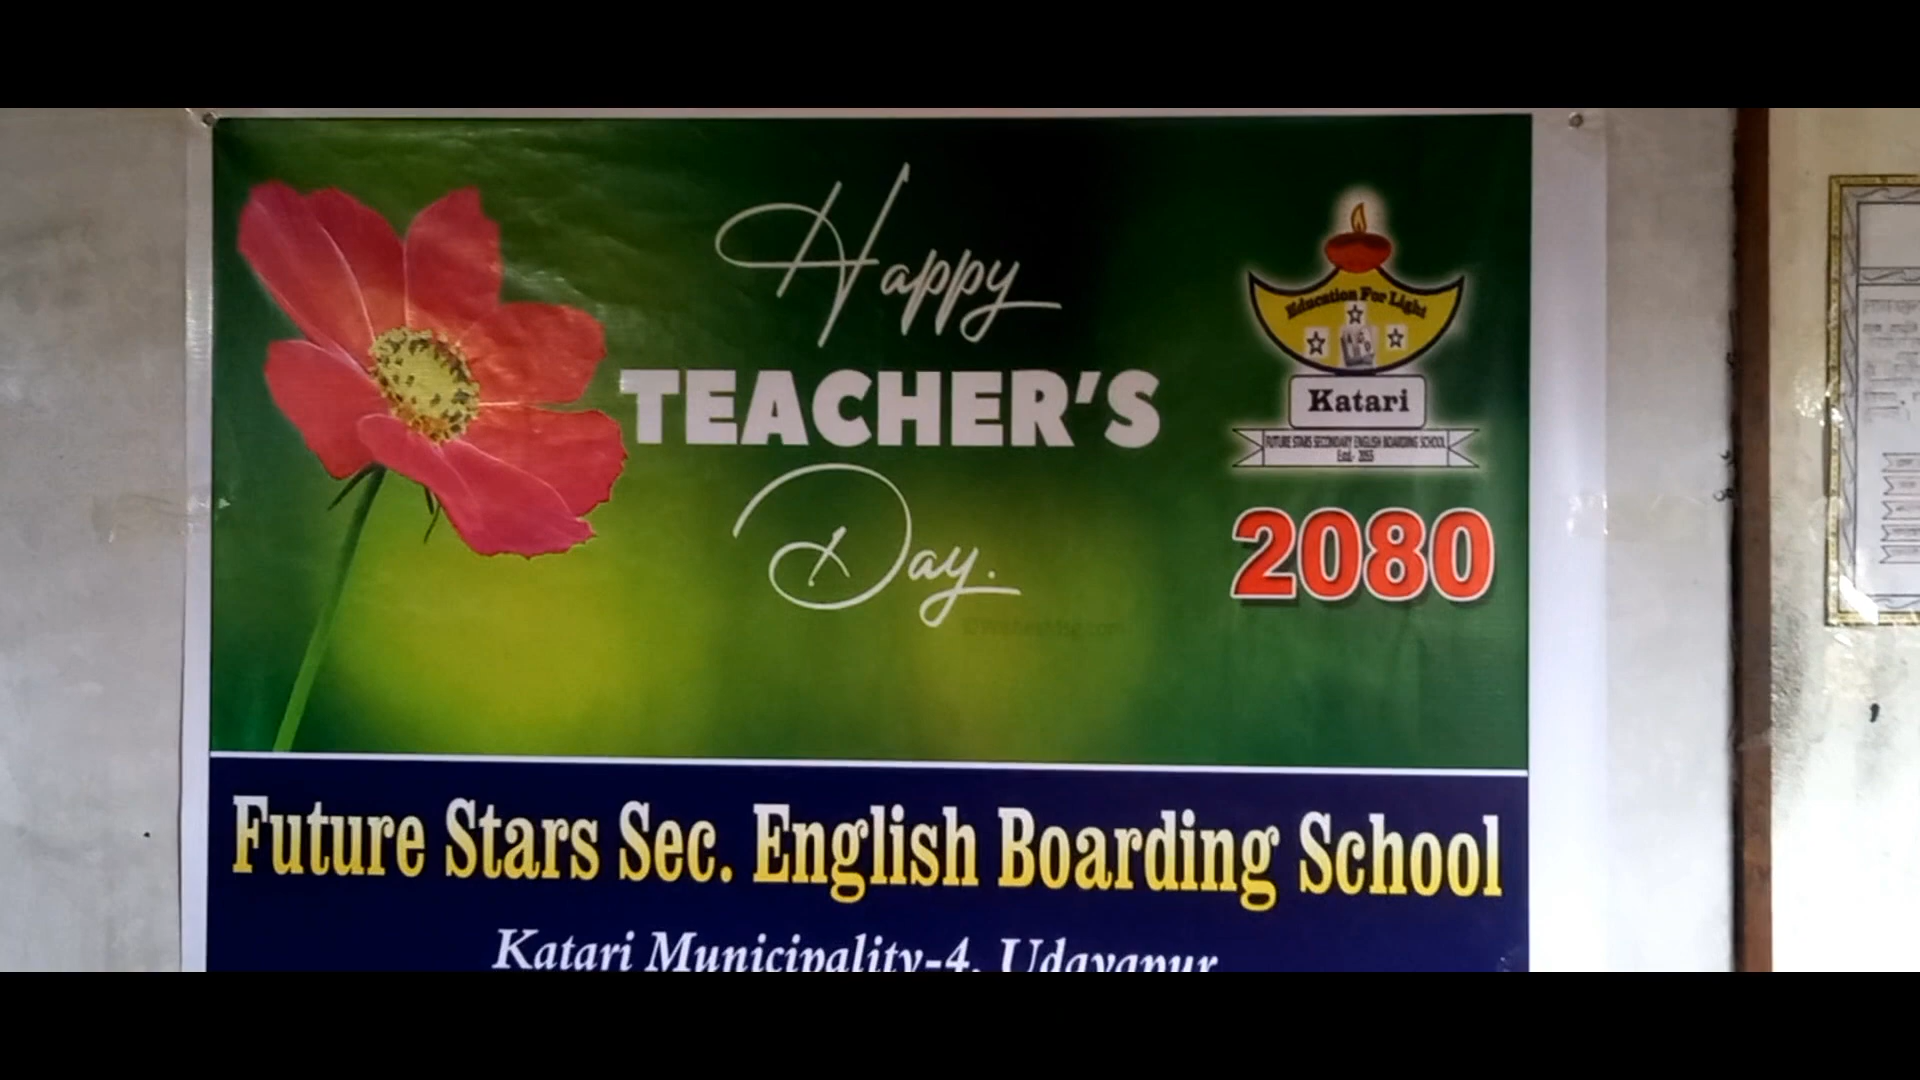 Happy
TEACHER'S
Day.
Education For Light
Katari
FUTURE STARS SECONDARY ENGLISH BOARDING SCHOOL
Estd.- 2055
2080
Future Stars Sec. English Boarding School
Katari Municipality-4, Udayapur